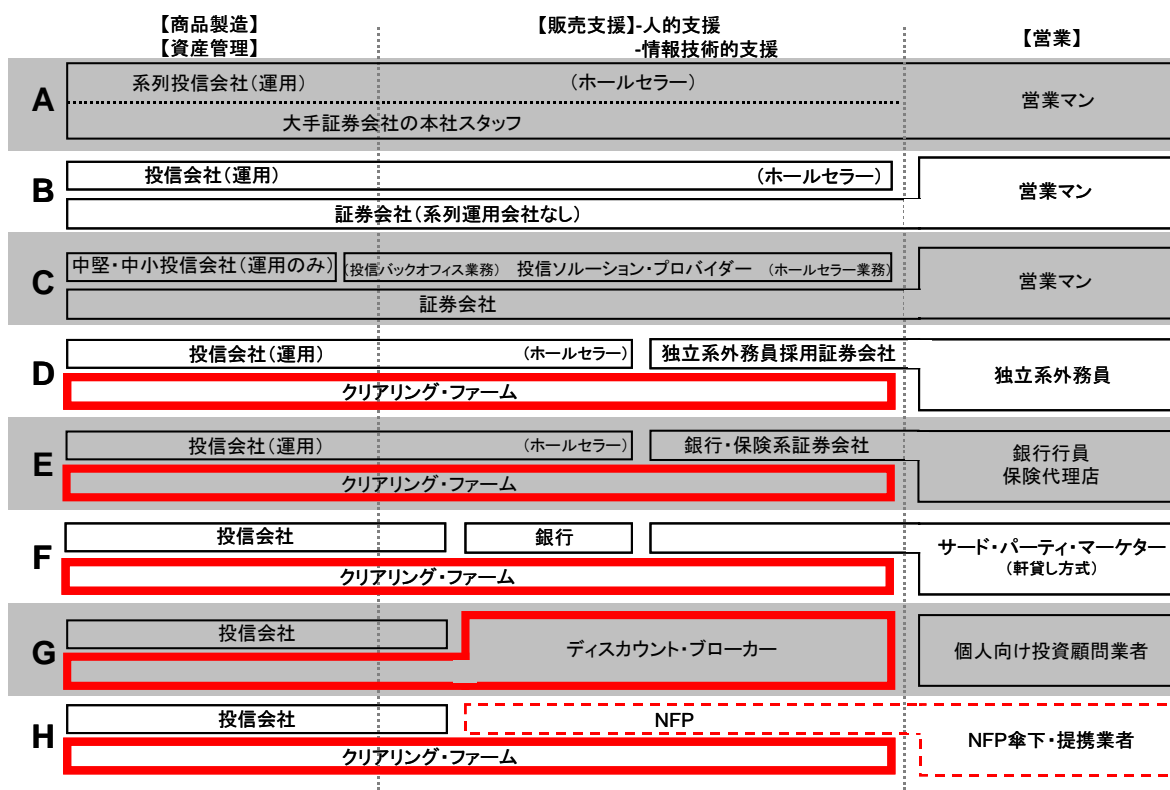 【商品製造】
【資産管理】
【販売支援】-人的支援
-情報技術的支援
【営業】
A
系列投信会社(運用)
(ホールセラー)
大手証券会社の本社スタッフ
営業マン
B
投信会社(運用)
(ホールセラー)
証券会社(系列運用会社なし)
営業マン
C
中堅・中小投信会社(運用のみ)
(投信バックオフィス業務) 投信ソルーション・プロバイダー (ホールセラー業務)
証券会社
営業マン
D
投信会社(運用)
(ホールセラー)
独立系外務員採用証券会社
クリアリング・ファーム
独立系外務員
E
投信会社(運用)
(ホールセラー)
銀行・保険系証券会社
クリアリング・ファーム
銀行行員
保険代理店
F
投信会社
銀行
クリアリング・ファーム
サード・パーティ・マーケター
(軒貸し方式)
G
投信会社
ディスカウント・ブローカー
個人向け投資顧問業者
H
投信会社
NFP
クリアリング・ファーム
NFP傘下・提携業者